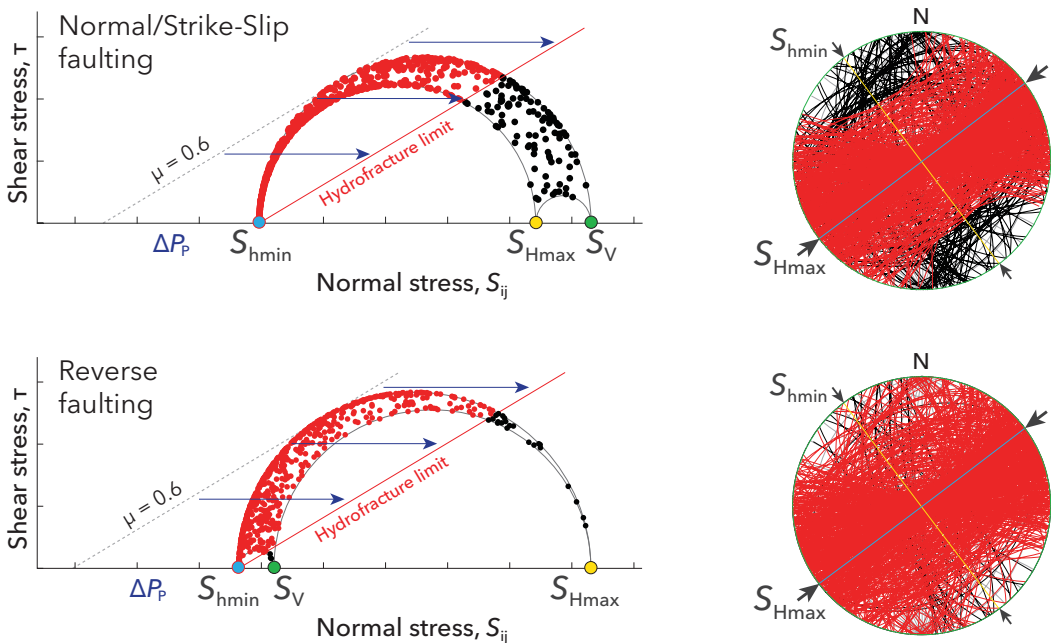 Normal/Strike-Slip
faulting
Shear stress, τ
μ = 0.6
Hydrofracture limit
ΔPP
Shmin
SHmax
SV
Normal stress, Sij
N
Shmin
SHmax
Reverse
faulting
Shear stress, τ
μ = 0.6
Hydrofracture limit
ΔPP
Shmin
SV
SHmax
Normal stress, Sij
N
Shmin
SHmax